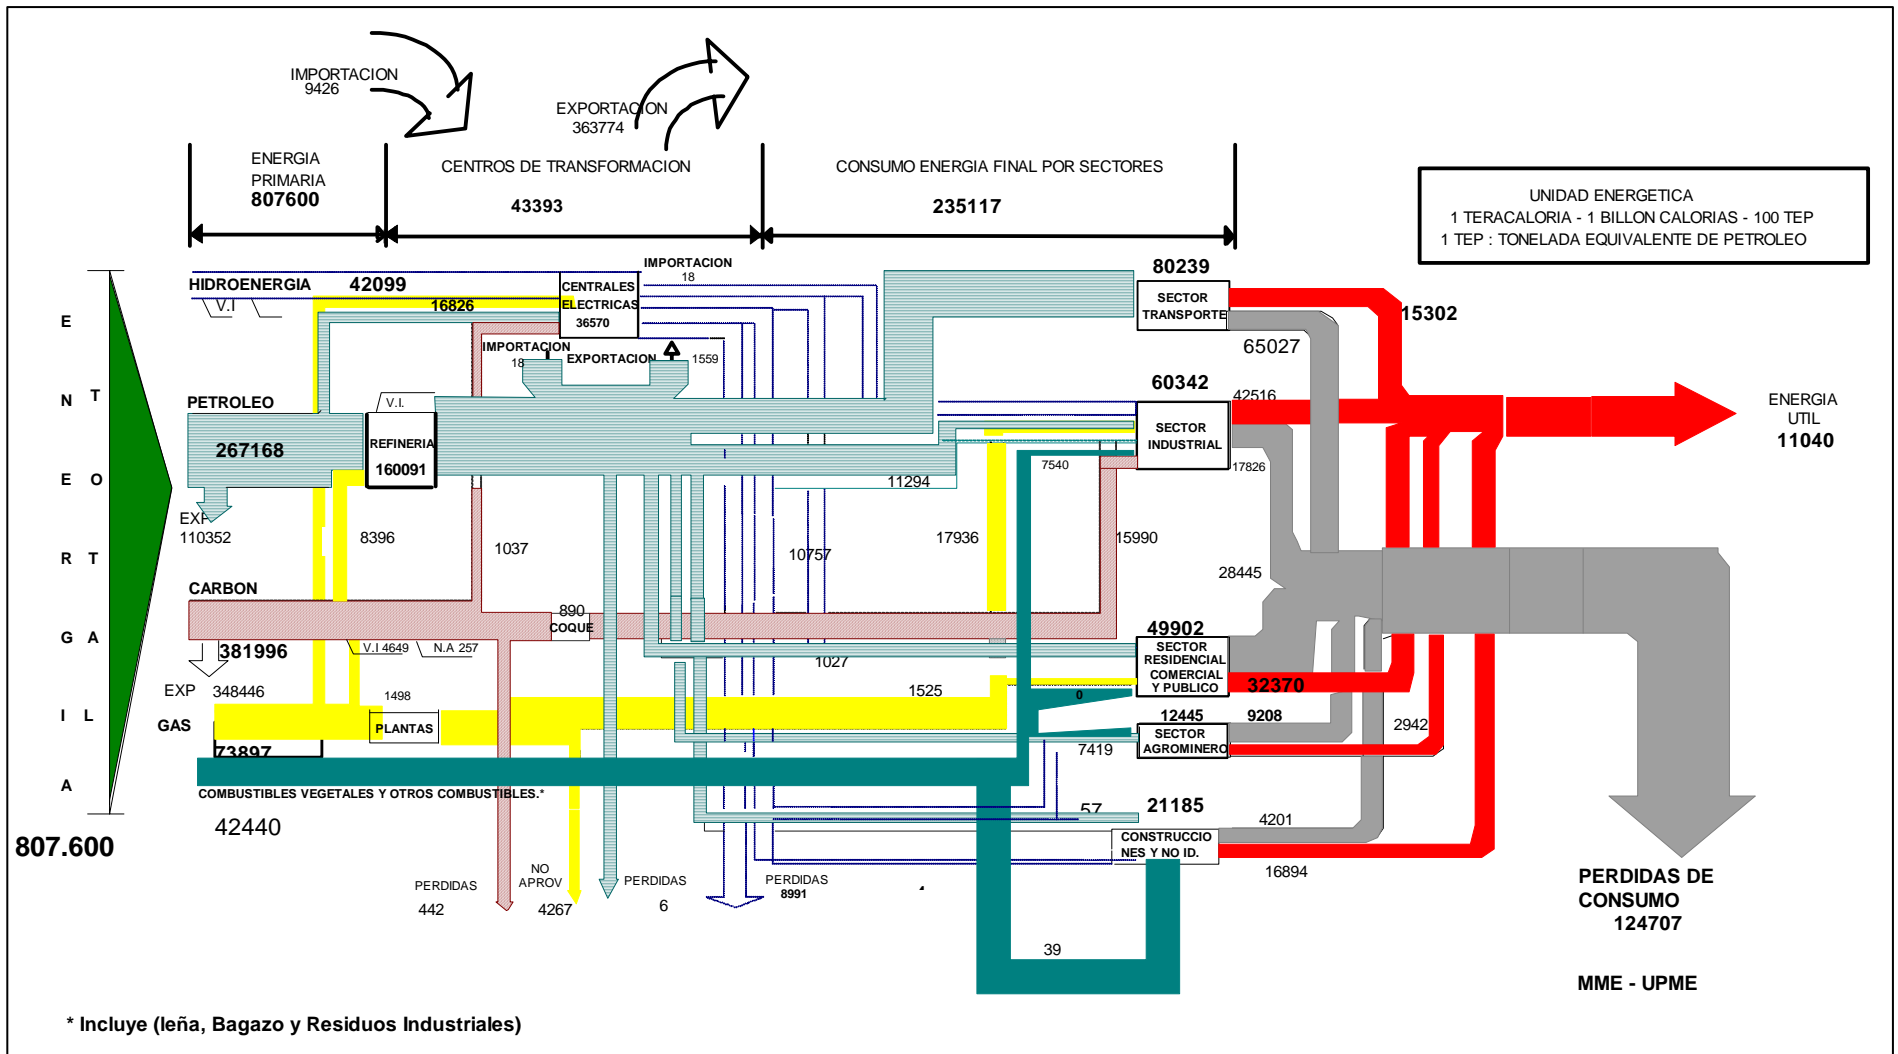 IMPORTACION
9426
EXPORTACION
363774
ENERGIA
PRIMARIA
807600
CENTROS DE TRANSFORMACION
43393
CONSUMO ENERGIA FINAL POR SECTORES
235117
UNIDAD ENERGETICA
1 TERACALORIA - 1 BILLON CALORIAS - 100 TEP
1 TEP : TONELADA EQUIVALENTE DE PETROLEO
ENERGIA
TOTAL
807.600
HIDROENERGIA 42099
V.I
16826
CENTRALES
ELECTRICAS
36570
IMPORTACION
18
IMPORTACION
18
EXPORTACION
1559
PETROLEO
267168
V.I.
REFINERIA
160091
EXP
110352
8396
1037
11294
17936
10757
7540
15990
CARBON
381996
V.I 4649
N.A 257
890
COQUE
EXP 348446
1027
1525
1498
GAS
73897
PLANTAS
COMBUSTIBLES VEGETALES Y OTROS COMBUSTIBLES.*
42440
80239
SECTOR
TRANSPORTE
15302
65027
60342
SECTOR
INDUSTRIAL
42516
17826
28445
49902
SECTOR
RESIDENCIAL
COMERCIAL
Y PUBLICO
32370
0
12445
SECTOR
AGROMINERO
9208
2942
7419
57
21185
CONSTRUCCIO
NES Y NO ID.
4201
16894
39
PERDIDAS
442
NO
APROV
4267
PERDIDAS
6
PERDIDAS
8991
ENERGIA
UTIL
11040
PERDIDAS DE
CONSUMO
124707
MME - UPME
* Incluye (leña, Bagazo y Residuos Industriales)